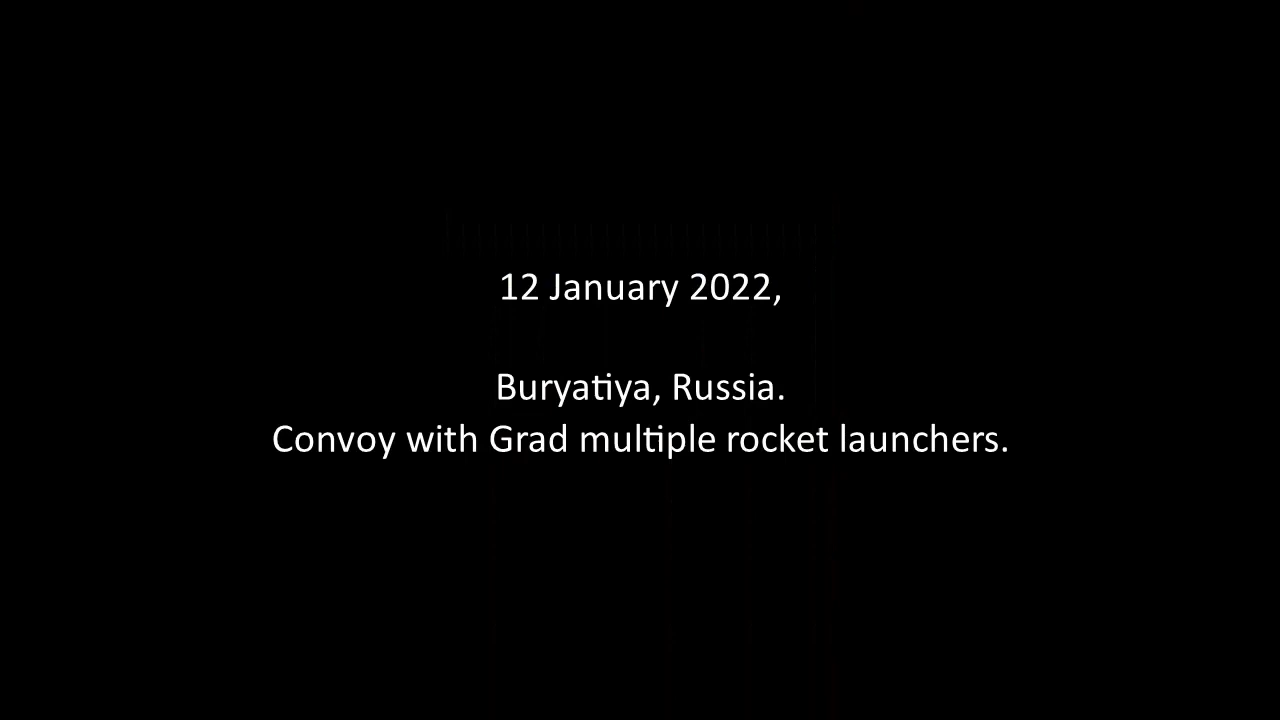 12 January 2022,
Buryatiya, Russia.
Convoy with Grad multiple rocket launchers.